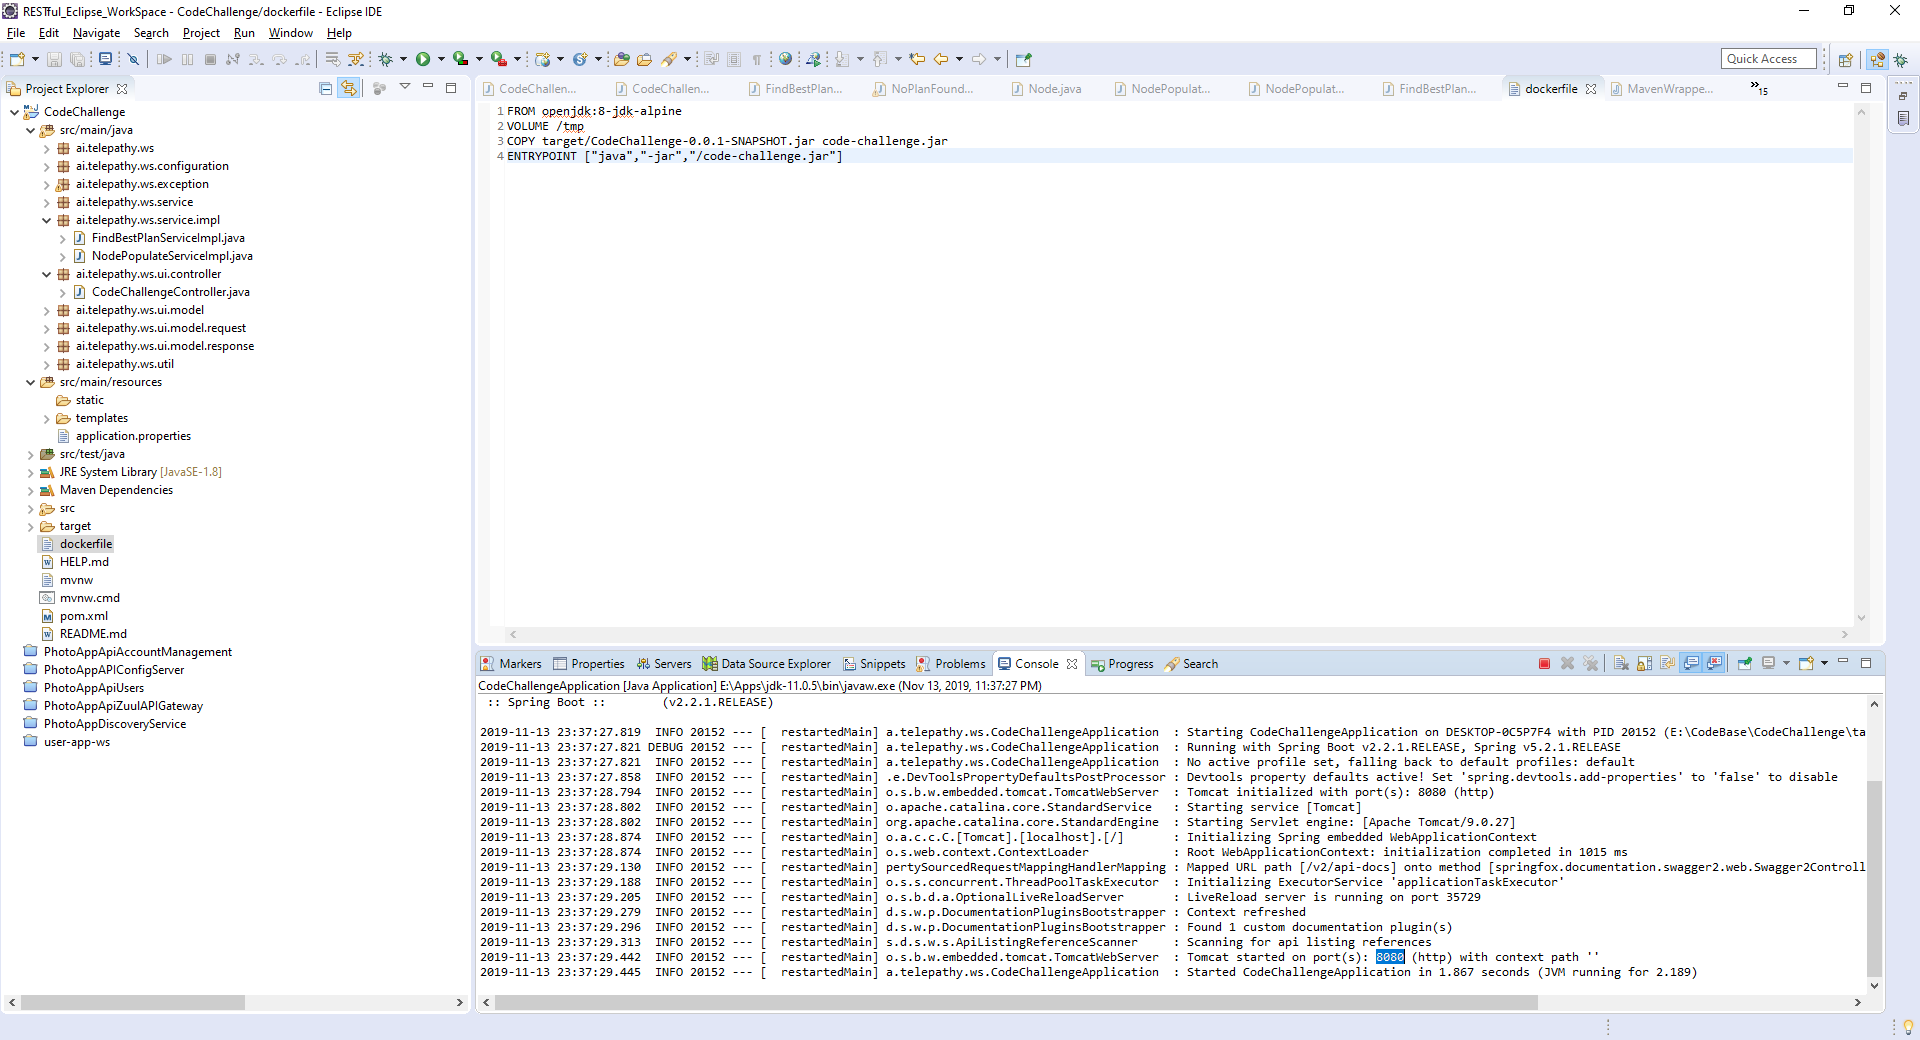 RESTful_Eclipse_WorkSpace - CodeChallenge/dockerfile - Eclipse IDE
File Edit Navigate Search Project Run Window Help
Quick Access
Project Explorer
CodeChallenge
src/main/java
ai.telepathy.ws
ai.telepathy.ws.configuration
ai.telepathy.ws.exception
ai.telepathy.ws.service
ai.telepathy.ws.service.impl
FindBestPlanServiceImpl.java
NodePopulateServiceImpl.java
ai.telepathy.ws.ui.controller
CodeChallengeController.java
ai.telepathy.ws.ui.model
ai.telepathy.ws.ui.model.request
ai.telepathy.ws.ui.model.response
ai.telepathy.ws.util
src/main/resources
static
templates
application.properties
src/test/java
JRE System Library [JavaSE-1.8]
Maven Dependencies
src
target
dockerfile
HELP.md
mvnw
mvnw.cmd
pom.xml
README.md
PhotoAppApiAccountManagement
PhotoAppAPIConfigServer
PhotoAppApiUsers
PhotoAppApiZuulAPIGateway
PhotoAppDiscoveryService
user-app-ws
CodeChallen... CodeChallen... FindBestPlan... NoPlanFound... Node.java NodePopulat... NodePopulat... FindBestPlan... dockerfile MavenWrappe... 15
1 FROM openjdk:8-jdk-alpine
2 VOLUME /tmp
3 COPY target/CodeChallenge-0.0.1-SNAPSHOT.jar code-challenge.jar
4 ENTRYPOINT ["java","-jar","/code-challenge.jar"]
Markers Properties Servers Data Source Explorer Snippets Problems Console Progress Search
CodeChallengeApplication [Java Application] E:\Apps\jdk-11.0.5\bin\javaw.exe (Nov 13, 2019, 11:37:27 PM)
:: Spring Boot :: (v2.2.1.RELEASE)
2019-11-13 23:37:27.819 INFO 20152 --- [ restartedMain] a.telepathy.ws.CodeChallengeApplication : Starting CodeChallengeApplication on DESKTOP-0C5P7F4 with PID 20152 (E:\CodeBase\CodeChallenge\ta
2019-11-13 23:37:27.821 DEBUG 20152 --- [ restartedMain] a.telepathy.ws.CodeChallengeApplication : Running with Spring Boot v2.2.1.RELEASE, Spring v5.2.1.RELEASE
2019-11-13 23:37:27.821 INFO 20152 --- [ restartedMain] a.telepathy.ws.CodeChallengeApplication : No active profile set, falling back to default profiles: default
2019-11-13 23:37:27.858 INFO 20152 --- [ restartedMain] .e.DevToolsPropertyDefaultsPostProcessor : Devtools property defaults active! Set 'spring.devtools.add-properties' to 'false' to disable
2019-11-13 23:37:28.794 INFO 20152 --- [ restartedMain] o.s.b.w.embedded.tomcat.TomcatWebServer : Tomcat initialized with port(s): 8080 (http)
2019-11-13 23:37:28.802 INFO 20152 --- [ restartedMain] o.apache.catalina.core.StandardService : Starting service [Tomcat]
2019-11-13 23:37:28.802 INFO 20152 --- [ restartedMain] org.apache.catalina.core.StandardEngine : Starting Servlet engine: [Apache Tomcat/9.0.27]
2019-11-13 23:37:28.874 INFO 20152 --- [ restartedMain] o.a.c.c.C.[Tomcat].[localhost].[/] : Initializing Spring embedded WebApplicationContext
2019-11-13 23:37:28.874 INFO 20152 --- [ restartedMain] o.s.web.context.ContextLoader : Root WebApplicationContext: initialization completed in 1015 ms
2019-11-13 23:37:29.130 INFO 20152 --- [ restartedMain] pertySourcedRequestMappingHandlerMapping : Mapped URL path [/v2/api-docs] onto method [springfox.documentation.swagger2.web.Swagger2Controll
2019-11-13 23:37:29.188 INFO 20152 --- [ restartedMain] o.s.s.concurrent.ThreadPoolTaskExecutor : Initializing ExecutorService 'applicationTaskExecutor'
2019-11-13 23:37:29.205 INFO 20152 --- [ restartedMain] o.s.b.d.a.OptionalLiveReloadServer : LiveReload server is running on port 35729
2019-11-13 23:37:29.279 INFO 20152 --- [ restartedMain] d.s.w.p.DocumentationPluginsBootstrapper : Context refreshed
2019-11-13 23:37:29.296 INFO 20152 --- [ restartedMain] d.s.w.p.DocumentationPluginsBootstrapper : Found 1 custom documentation plugin(s)
2019-11-13 23:37:29.313 INFO 20152 --- [ restartedMain] s.d.s.w.s.ApiListingReferenceScanner : Scanning for api listing references
2019-11-13 23:37:29.442 INFO 20152 --- [ restartedMain] o.s.b.w.embedded.tomcat.TomcatWebServer : Tomcat started on port(s): 8080 (http) with context path ''
2019-11-13 23:37:29.445 INFO 20152 --- [ restartedMain] a.telepathy.ws.CodeChallengeApplication : Started CodeChallengeApplication in 1.867 seconds (JVM running for 2.189)